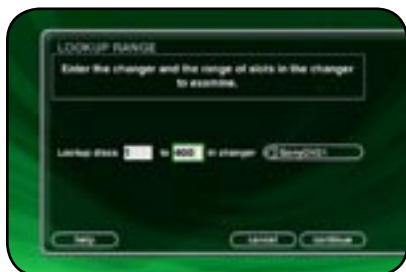 LOOKUP RANGE
Enter the changer and the range of slots in the changer
to examine.
Lookup discs 1 to 400 in changer SonyDVD1
help cancel continue